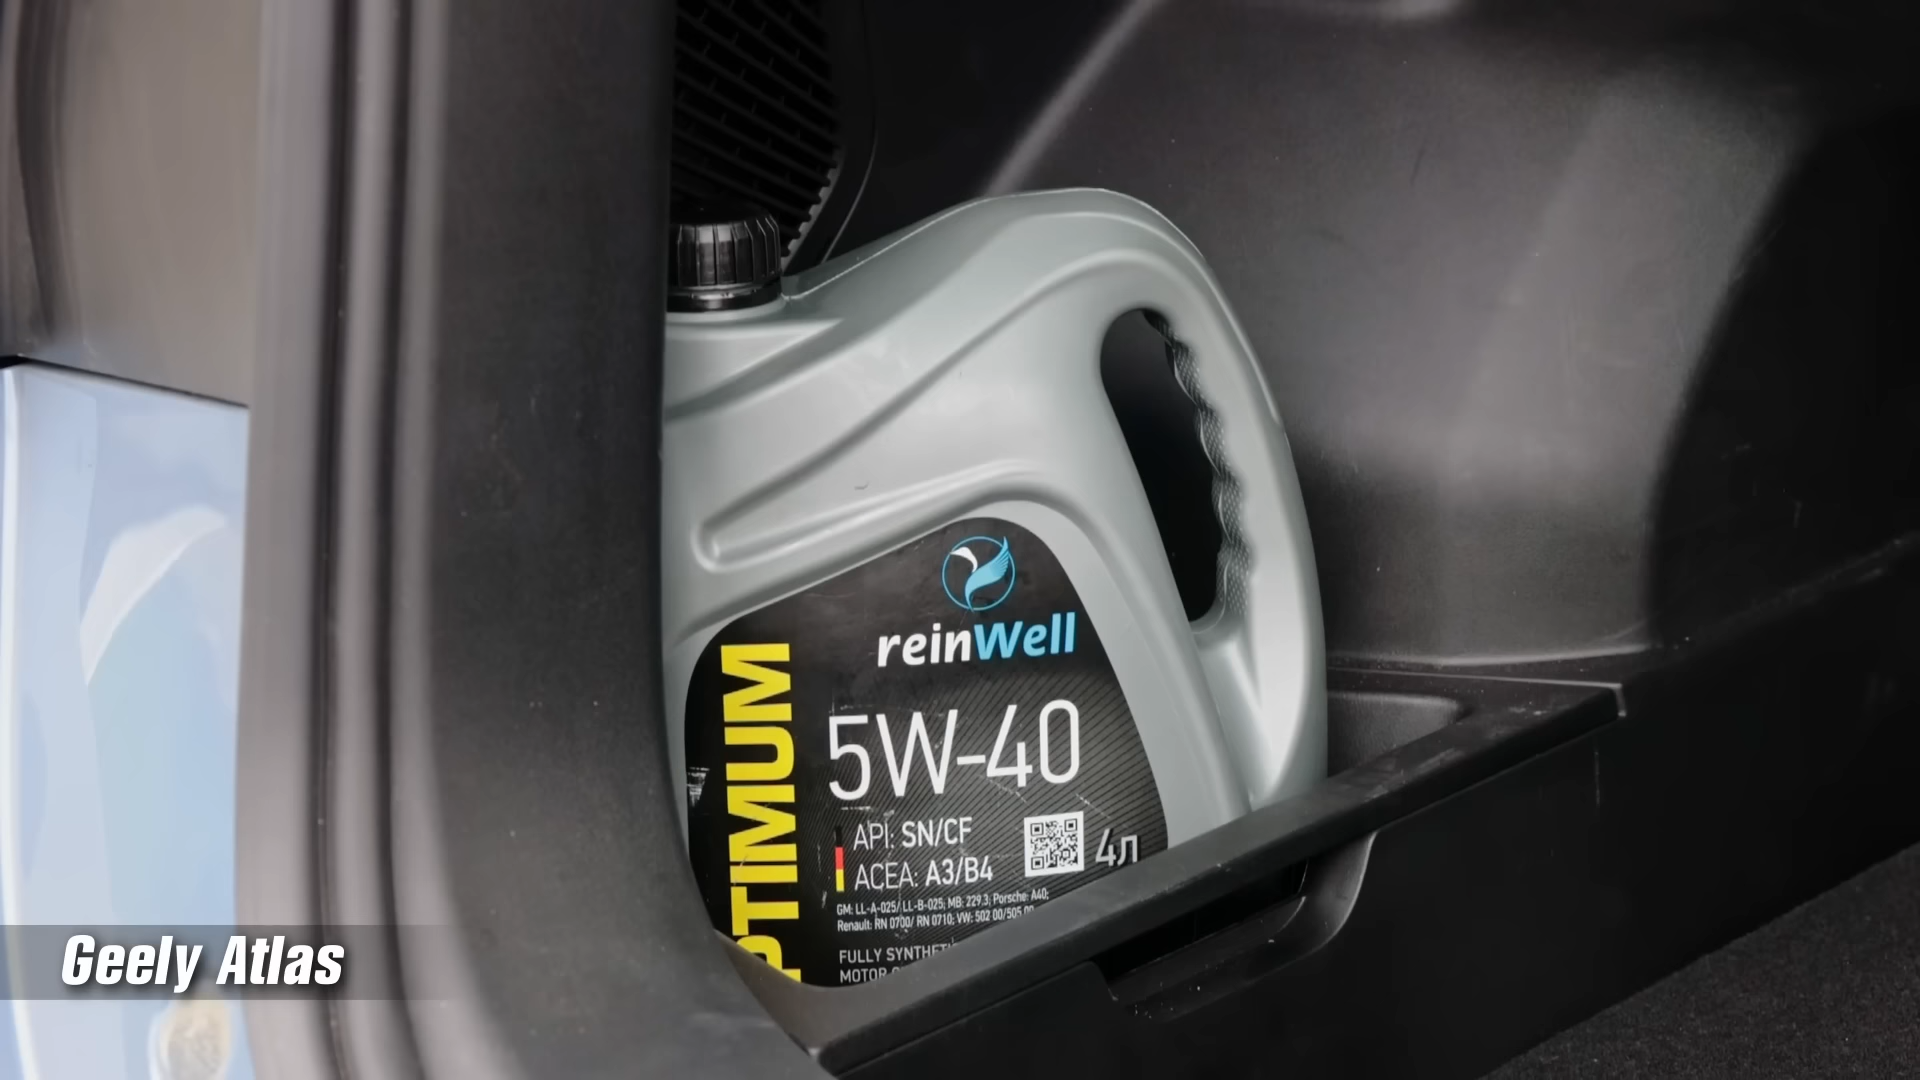 reinWell
OPTIMUM
5W-40
API: SN/CF
ACEA: A3/B4
4л
GM: LL-A-025/ LL-B-025; MB: 229.3; Porsche: A40;
Renault: RN 0700/ RN 0710; VW: 502 00/505 00
FULLY SYNTHETI
MOTOR
Geely Atlas